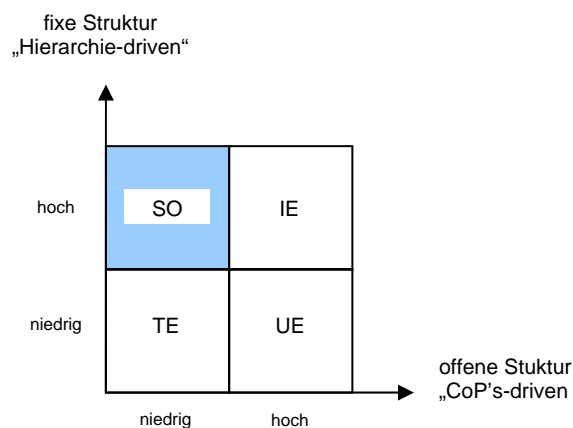 fixe Struktur
„Hierarchie-driven“
hoch
SO
IE
niedrig
TE
UE
offene Stuktur
„CoP's-driven
niedrig
hoch